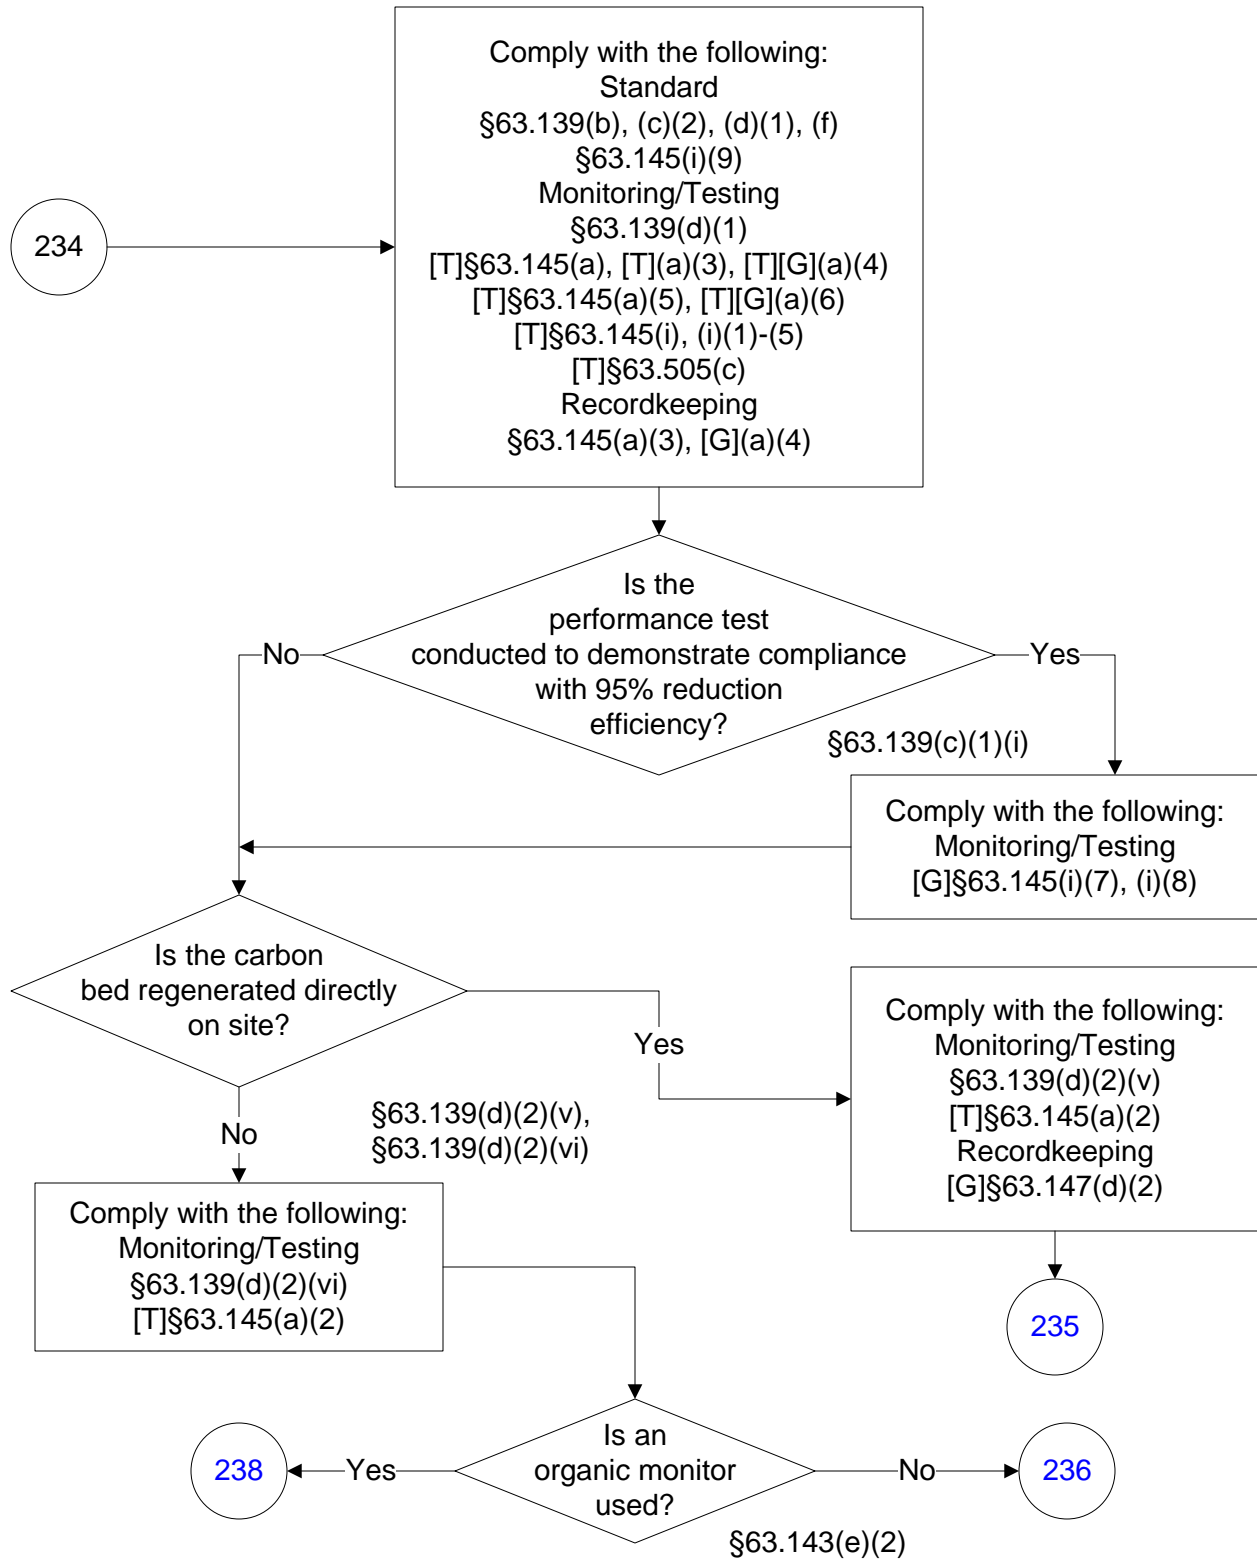 Comply with the following:
Standard
§63.139(b), (c)(2), (d)(1), (f)
§63.145(i)(9)
Monitoring/Testing
§63.139(d)(1)
[T]§63.145(a), [T](a)(3), [T][G](a)(4)
[T]§63.145(a)(5), [T][G](a)(6)
[T]§63.145(i), (i)(1)-(5)
[T]§63.505(c)
Recordkeeping
§63.145(a)(3), [G](a)(4)
234
Is the
performance test
conducted to demonstrate compliance
with 95% reduction
efficiency?
No
Yes
§63.139(c)(1)(i)
Comply with the following:
Monitoring/Testing
[G]§63.145(i)(7), (i)(8)
Is the carbon
bed regenerated directly
on site?
Yes
No
§63.139(d)(2)(v),
§63.139(d)(2)(vi)
Comply with the following:
Monitoring/Testing
§63.139(d)(2)(v)
[T]§63.145(a)(2)
Recordkeeping
[G]§63.147(d)(2)
235
Comply with the following:
Monitoring/Testing
§63.139(d)(2)(vi)
[T]§63.145(a)(2)
Is an
organic monitor
used?
Yes
238
No
236
§63.143(e)(2)